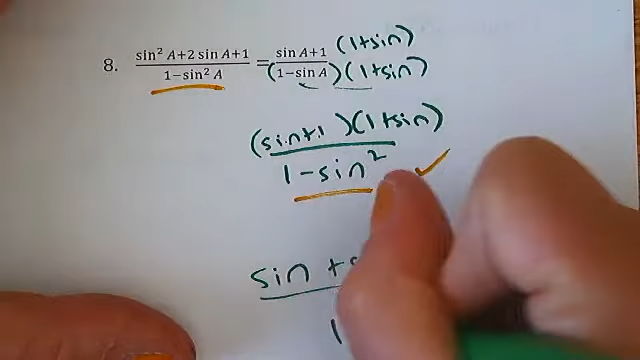 8. sin² A+2 sin A+1 / 1−sin² A = sin A+1 / (1−sin A) (1+sin) / (1+sin)
(sin+1)(1+sin)
1−sin² ✓
sin +
1